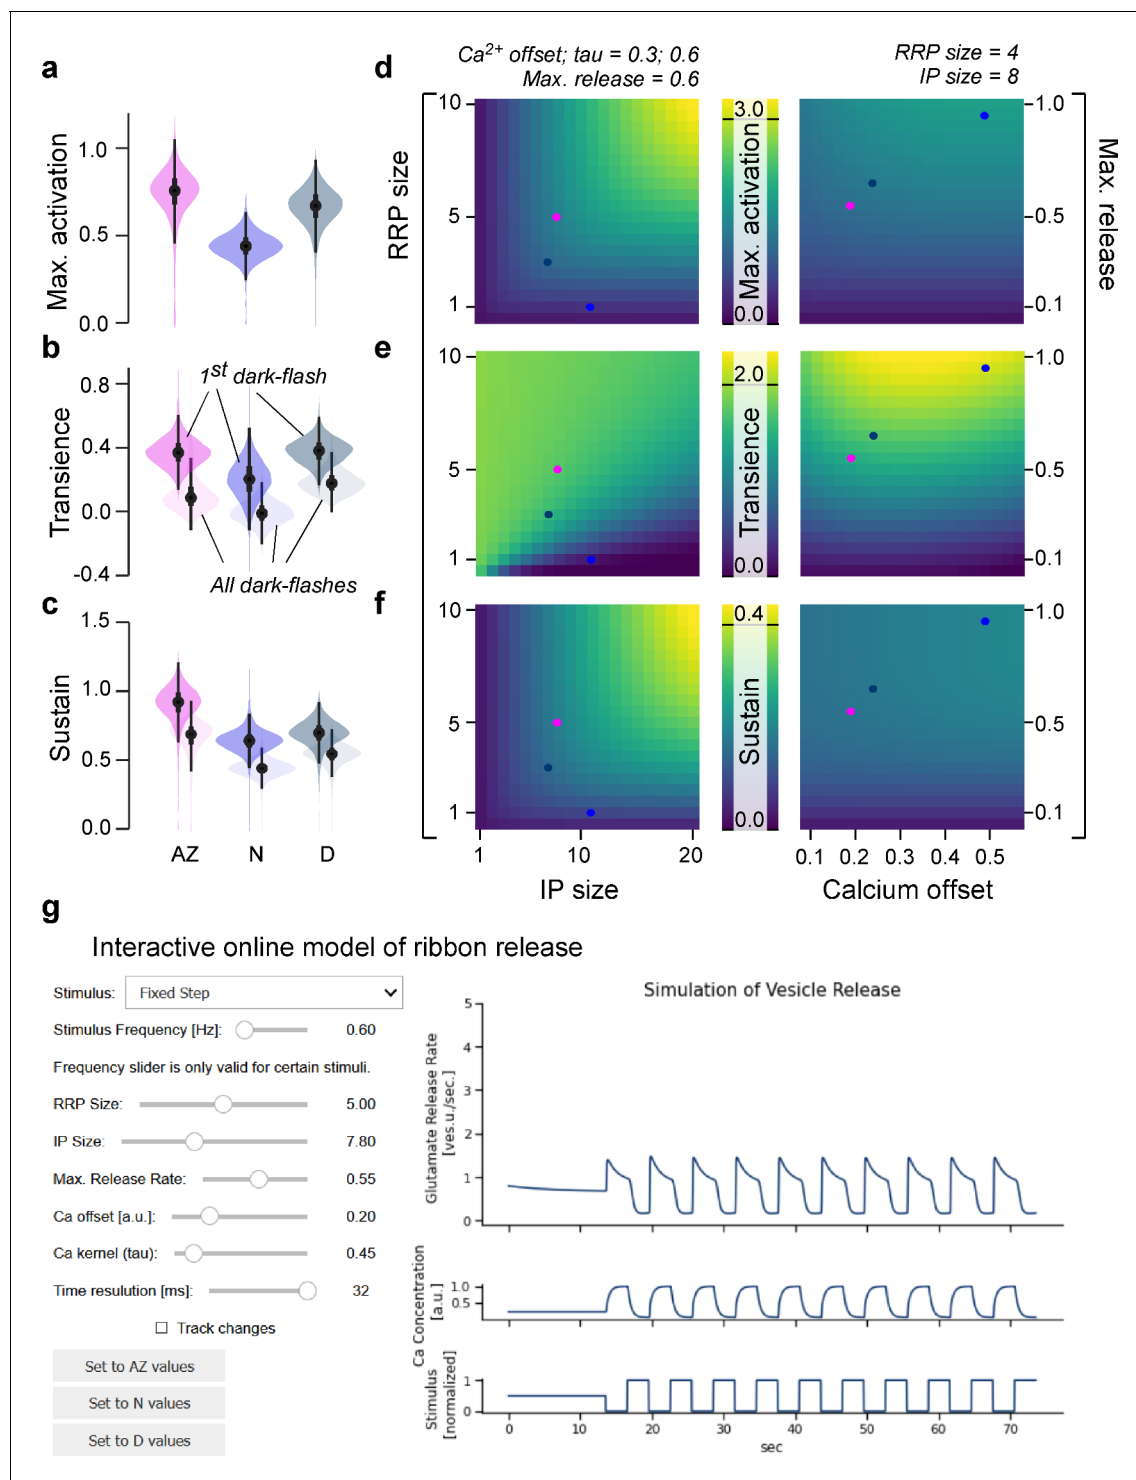 a
Max. activation
1.0
0.5
0.0
b
Transience
0.8
0.4
0.0
-0.4
1st dark-flash
All dark-flashes
c
Sustain
1.5
1.0
0.5
0.0
AZ N D
d
Ca2+ offset; tau = 0.3; 0.6
Max. release = 0.6
RRP size = 4
IP size = 8
RRP size
10
5
1
3.0
Max. activation
0.0
1.0
0.5
0.1
Max. release
e
10
5
1
2.0
Transience
0.0
1.0
0.5
0.1
f
10
5
1
0.4
Sustain
0.0
1.0
0.5
0.1
1 10 20
IP size
0.1 0.2 0.3 0.4 0.5
Calcium offset
g
Interactive online model of ribbon release
Stimulus: Fixed Step
Stimulus Frequency [Hz]: 0.60
Frequency slider is only valid for certain stimuli.
RRP Size: 5.00
IP Size: 7.80
Max. Release Rate: 0.55
Ca offset [a.u.]: 0.20
Ca kernel (tau): 0.45
Time resulution [ms]: 32
Track changes
Set to AZ values
Set to N values
Set to D values
Simulation of Vesicle Release
Glutamate Release Rate
[ves.u./sec.]
5
4
3
2
1
0
0 10 20 30 40 50 60 70
Ca Concentration
[a.u.]
1.0
0.5
Stimulus
[normalized]
1
0
0 10 20 30 40 50 60 70
sec